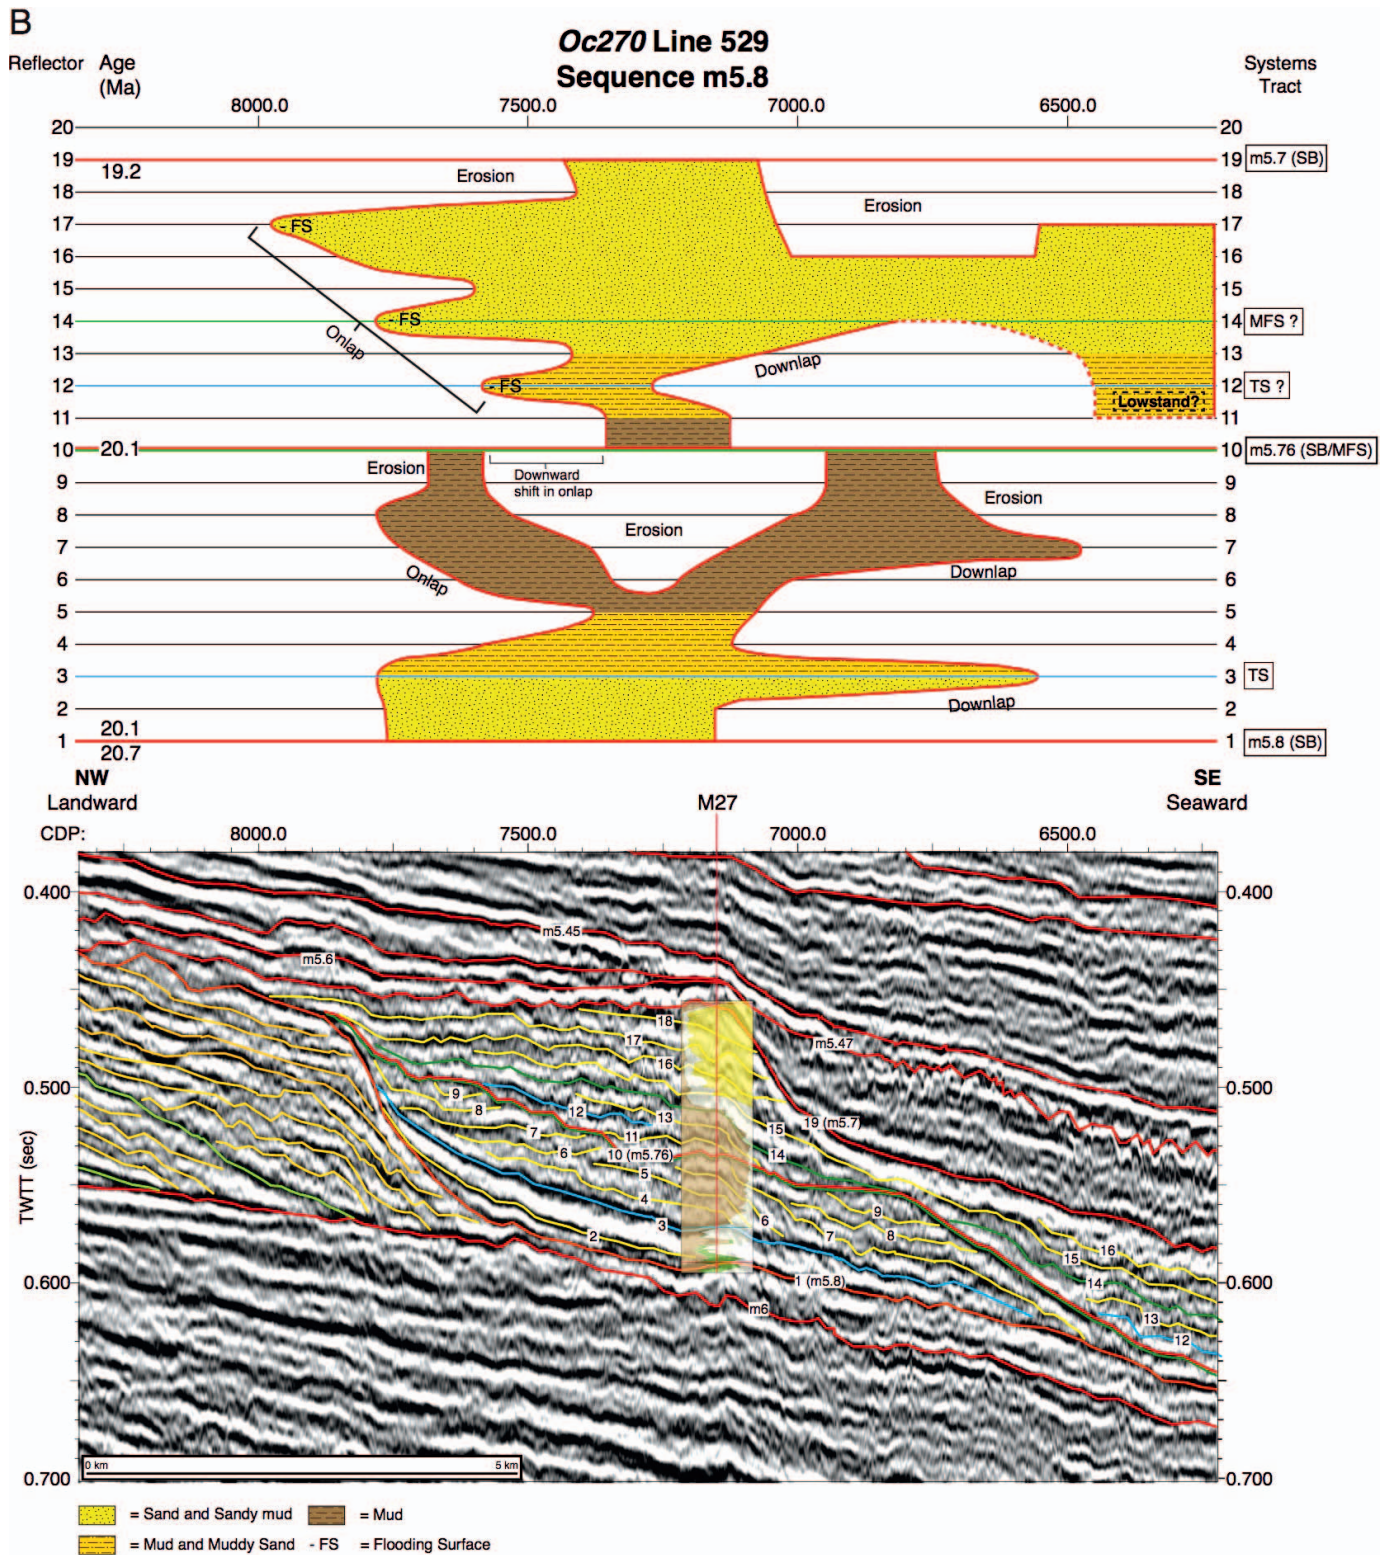 B
Oc270 Line 529
Sequence m5.8
Reflector Age (Ma) Systems Tract
8000.0 7500.0 7000.0 6500.0
20 20
19 19.2 19 m5.7 (SB)
Erosion
18 18
Erosion
17 - FS 17
16 16
15 15
14 - FS 14 MFS ?
Onlap
13 13
Downlap
12 - FS 12 TS ?
Lowstand?
11 11
10 20.1 10 m5.76 (SB/MFS)
Erosion
Downward
shift in onlap
9 9
Erosion
8 8
Erosion
7 7
Onlap
Downlap
6 6
5 5
4 4
3 3 TS
Downlap
2 2
20.1
1 1 m5.8 (SB)
20.7
NW SE
Landward M27 Seaward
CDP: 8000.0 7500.0 7000.0 6500.0
0.400 0.400
m5.45
m5.6
18
17
m5.47
16
0.500 0.500
9
8
12
13
19 (m5.7)
7
11
15
6
10 (m5.76)
14
5
4
9
3
6
7
8
2
16
15
1 (m5.8)
14
0.600 0.600
m6
13
12
TWTT (sec)
0 km 5 km
0.700 0.700
= Sand and Sandy mud = Mud
= Mud and Muddy Sand - FS = Flooding Surface